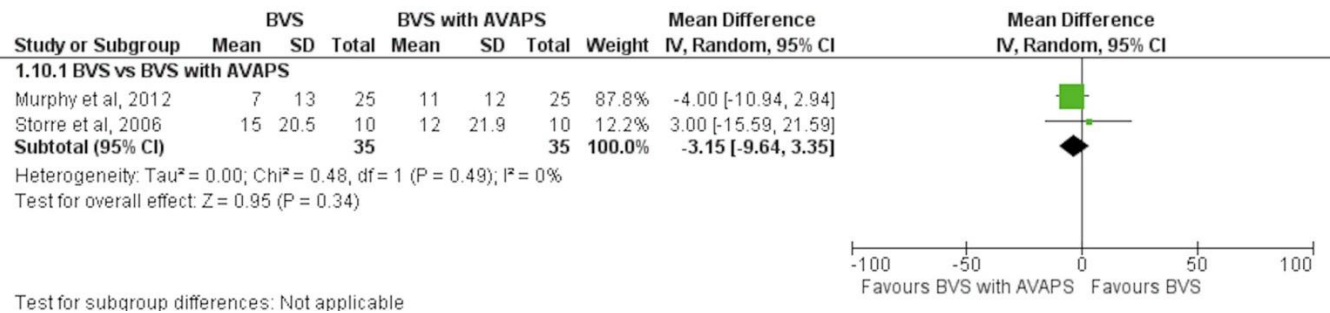 BVS BVS with AVAPS Mean Difference Mean Difference
Study or Subgroup Mean SD Total Mean SD Total Weight IV, Random, 95% CI IV, Random, 95% CI
1.10.1 BVS vs BVS with AVAPS
Murphy et al, 2012 7 13 25 11 12 25 87.8% -4.00 [-10.94, 2.94]
Storre et al, 2006 15 20.5 10 12 21.9 10 12.2% 3.00 [-15.59, 21.59]
Subtotal (95% CI) 35 35 100.0% -3.15 [-9.64, 3.35]
Heterogeneity: Tau² = 0.00; Chi² = 0.48, df = 1 (P = 0.49); I² = 0%
Test for overall effect: Z = 0.95 (P = 0.34)
-100 -50 0 50 100
Favours BVS with AVAPS Favours BVS
Test for subgroup differences: Not applicable